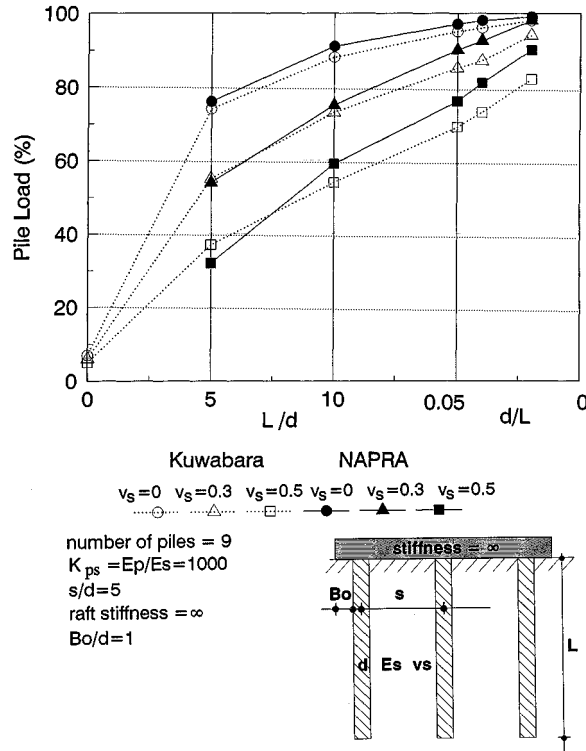 100
80
60
40
20
0
Pile Load (%)
0 5 10 0.05 0
L/d d/L
Kuwabara NAPRA
vs=0 vs=0.3 vs=0.5 vs=0 vs=0.3 vs=0.5
number of piles = 9
Kps =Ep/Es=1000
s/d=5
raft stiffness = ∞
Bo/d=1
stiffness = ∞
Bo s
d Es vs
L